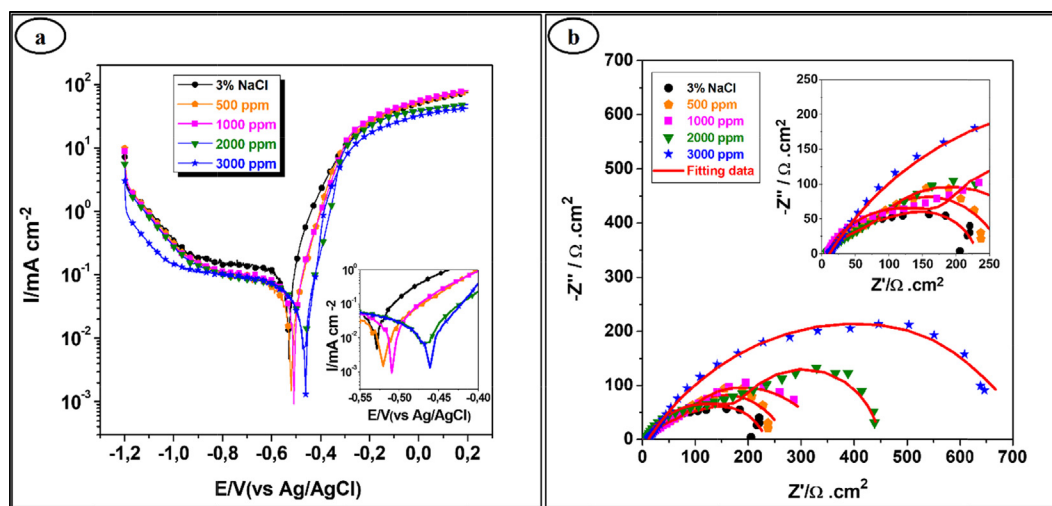 a
I/mA cm⁻²
10²
10¹
10⁰
10⁻¹
10⁻²
10⁻³
-1,2 -1,0 -0,8 -0,6 -0,4 -0,2 0,0 0,2
E/V(vs Ag/AgCl)
3% NaCl
500 ppm
1000 ppm
2000 ppm
3000 ppm
I/mA cm -2
10⁰
10⁻¹
10⁻²
10⁻³
-0,55 -0,50 -0,45 -0,40
E/V(vs Ag/AgCl)
b
-Z''/Ω .cm²
700
600
500
400
300
200
100
0
0 100 200 300 400 500 600 700
Z'/Ω .cm²
3% NaCl
500 ppm
1000 ppm
2000 ppm
3000 ppm
Fitting data
-Z''/ Ω .cm²
250
200
150
100
50
0
0 50 100 150 200 250
Z'/Ω .cm²